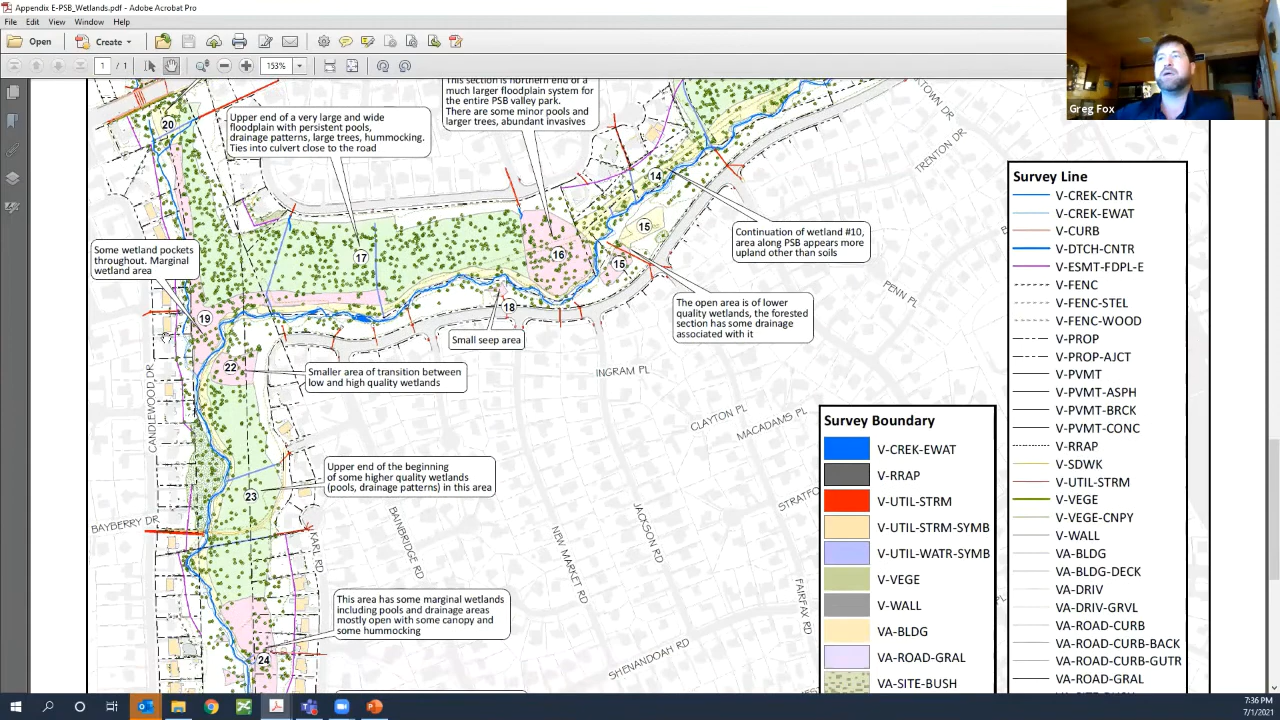 Appendix E-PSB_Wetlands.pdf - Adobe Acrobat Pro
File Edit View Window Help
Open
Create
1 / 1
153%
Greg Fox
This section is northern end of a
much larger floodplain system for
the entire PSB valley park.
There are some minor pools and
larger trees, abundant invasives
Upper end of a very large and wide
floodplain with persistent pools,
drainage patterns, large trees, hummocking.
Ties into culvert close to the road
20
TRENTON DR
14
15
Continuation of wetland #10,
area along PSB appears more
upland other than soils
Some wetland pockets
throughout. Marginal
wetland area
17
16
15
PENN PL
18
The open area is of lower
quality wetlands, the forested
section has some drainage
associated with it
19
Small seep area
22
Smaller area of transition between
low and high quality wetlands
INGRAM PL
CANDLEWOOD DR
CLAYTON PL
MACADAMS PL
Upper end of the beginning
of some higher quality wetlands
(pools, drainage patterns) in this area
23
BAYBERRY DR
KARL RD
BAINBRIDGE RD
NEW MARKET RD
JACKSON RD
FAIRFAX RD
This area has some marginal wetlands
including pools and drainage areas
mostly open with some canopy and
some hummocking
24
SHENANDOAH RD
Survey Boundary
V-CREK-EWAT
V-RRAP
V-UTIL-STRM
V-UTIL-STRM-SYMB
V-UTIL-WATR-SYMB
V-VEGE
V-WALL
VA-BLDG
VA-ROAD-GRAL
VA-SITE-BUSH
Survey Line
V-CREK-CNTR
V-CREK-EWAT
V-CURB
V-DTCH-CNTR
V-ESMT-FDPL-E
V-FENC
V-FENC-STEL
V-FENC-WOOD
V-PROP
V-PROP-AJCT
V-PVMT
V-PVMT-ASPH
V-PVMT-BRCK
V-PVMT-CONC
V-RRAP
V-SDWK
V-UTIL-STRM
V-VEGE
V-VEGE-CNPY
V-WALL
VA-BLDG
VA-BLDG-DECK
VA-DRIV
VA-DRIV-GRVL
VA-ROAD-CURB
VA-ROAD-CURB-BACK
VA-ROAD-CURB-GUTR
VA-ROAD-GRAL
7:36 PM
7/1/2021